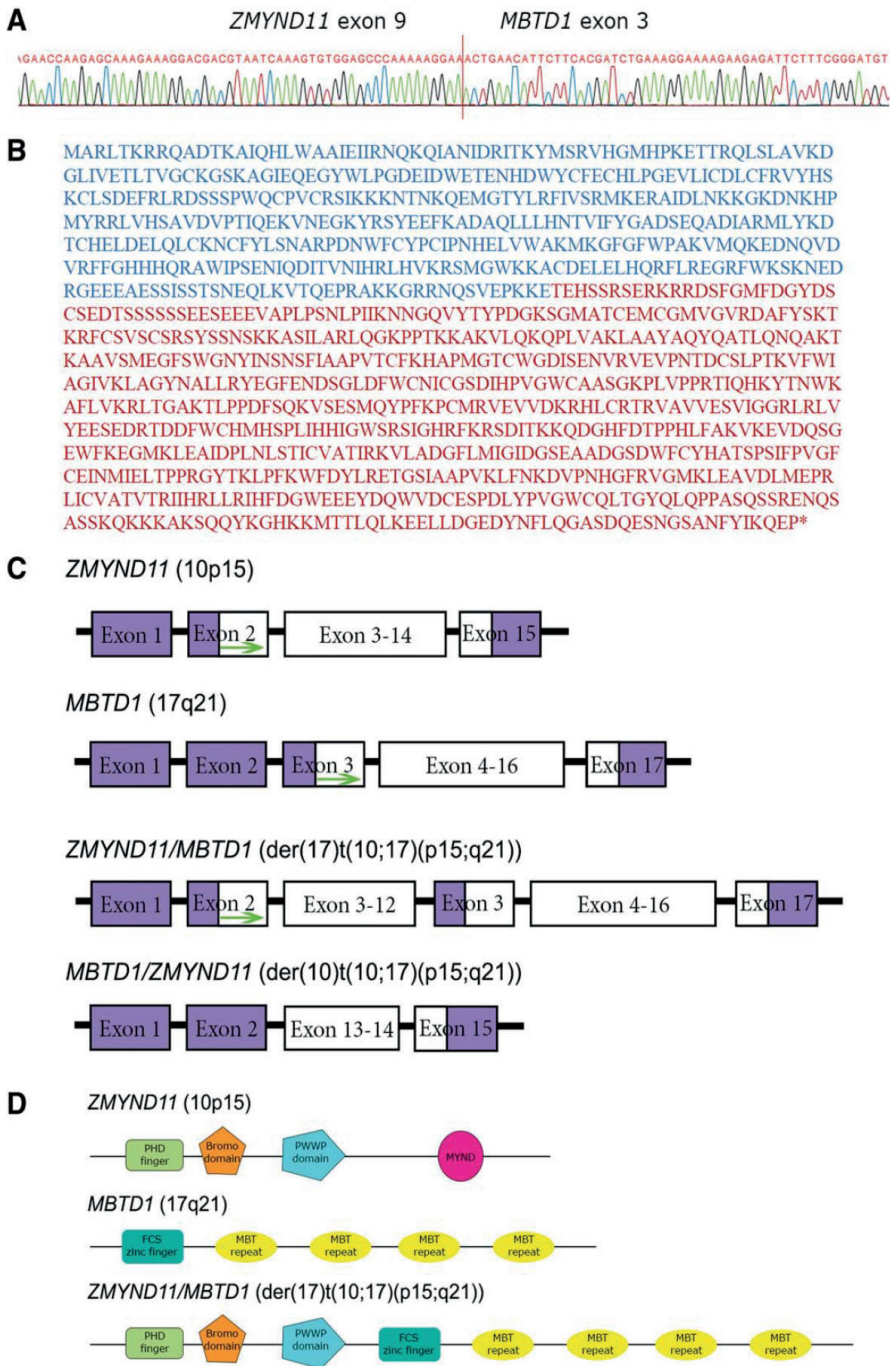 A
ZMYND11 exon 9 MBTD1 exon 3
GAACCAAGAGCAAAGAAAGGACGACGTAATCAAAGTGTGGAGCCCAAAAAGGAAACTGAACATTCTTCACGATCTGAAAGGAAAAGAAGAGATTCTTTCGGGATGT
B
MARLTKRRQADTKAIQHLWAAIEIIRNQKQIANIDRITKYMSRVHGMHPKETTRQLSLAVKD
GLIVETLTVGCKGSKAGIEQEGYWLPGDEIDWETENHDWYCFECHLPGEVLICDLCFRVYHS
KCLSDEFRLRDSSSPWQCPVCRSIKKKNTNKQEMGTYLRFIVSRMKERAIDLNKKGKDNKHP
MYRRLVHSAVDVPTIQEKVNEGKYRSYEEFKADAQLLLHNTVIFYGADSEQADIARMLYKD
TCHELDELQLCKNCFYLSNARPDNWFCYPCIPNHELVWAKMKGFGFWPAKVMQKEDNQVD
VRFFGHHHQRAWIPSENIQDITVNIHRLHVKRSMGWKKACDELELHQRFLREGRFWKSKNED
RGEEEAESSISSTSNEQLKVTQEPRAKKGRRNQSVEPKKETEHSSRSERKRRDSFGMFDGYDS
CSEDTSSSSSSEESEEEVAPLPSNLPIIKNNGQVYTYPDGKSGMATCEMCGMVGVRDAFYSKT
KRFCSVSCSRSYSSNSKKASILARLQGKPPTKKAKVLQKQPLVAKLAAYAQYQATLQNQAKT
KAAVSMEGFSWGNYINSNSFIAAPVTCFKHAPMGTCWGDISENVRVEVPNTDCSLPTKVFWI
AGIVKLAGYNALLRYEGFENDSGLDFWCNICGSDIHPVGWCAASGKPLVPPRTIQHKYTNWK
AFLVKRLTGAKTLPPDFSQKVSESMQYPFKPCMRVEVVDKRHLCRTRVAVVESVIGGRLRLV
YEESEDRTDDFWCHMHSPLIHHIGWSRSIGHRFKRSDITKKQDGHFDTPPHLFAKVKEVDQSG
EWFKEGMKLEAIDPLNLSTICVATIRKVLADGFLMIGIDGSEAADGSDWFCYHATSPSIFPVGF
CEINMIELTPPRGYTKLPFKWFDYLRETGSIAAPVKLFNKDVPNHGFRVGMKLEAVDLMEPR
LICVATVTRIIHRLLRIHFDGWEEEYDQWVDCESPDLYPVGWCQLTGYQLQPPASQSSRENQS
ASSKQKKKAKSQQYKGHKKMTTLQLKEELLDGEDYNFLQGASDQESNGSANFYIKQEP*
C
ZMYND11 (10p15)
Exon 1 Exon 2 Exon 3-14 Exon 15
MBTD1 (17q21)
Exon 1 Exon 2 Exon 3 Exon 4-16 Exon 17
ZMYND11/MBTD1 (der(17)t(10;17)(p15;q21))
Exon 1 Exon 2 Exon 3-12 Exon 3 Exon 4-16 Exon 17
MBTD1/ZMYND11 (der(10)t(10;17)(p15;q21))
Exon 1 Exon 2 Exon 13-14 Exon 15
D
ZMYND11 (10p15)
PHD finger Bromo domain PWWP domain MYND
MBTD1 (17q21)
FCS zinc finger MBT repeat MBT repeat MBT repeat MBT repeat
ZMYND11/MBTD1 (der(17)t(10;17)(p15;q21))
PHD finger Bromo domain PWWP domain FCS zinc finger MBT repeat MBT repeat MBT repeat MBT repeat